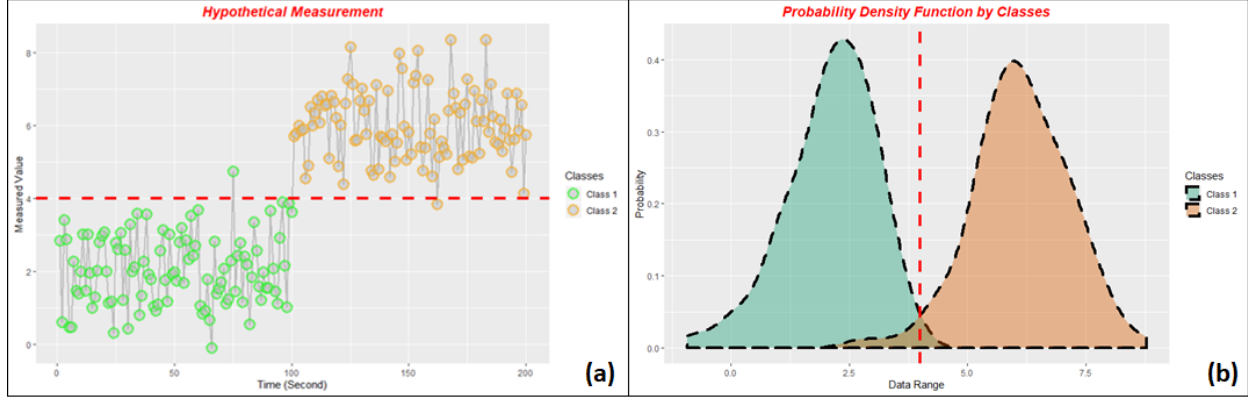 Hypothetical Measurement
8
6
4
2
0
Measured Value
0
50
100
150
200
Time (Second)
Classes
Class 1
Class 2
(a)
Probability Density Function by Classes
0.4
0.3
0.2
0.1
0.0
Probability
0.0
2.5
5.0
7.5
Data Range
Classes
Class 1
Class 2
(b)